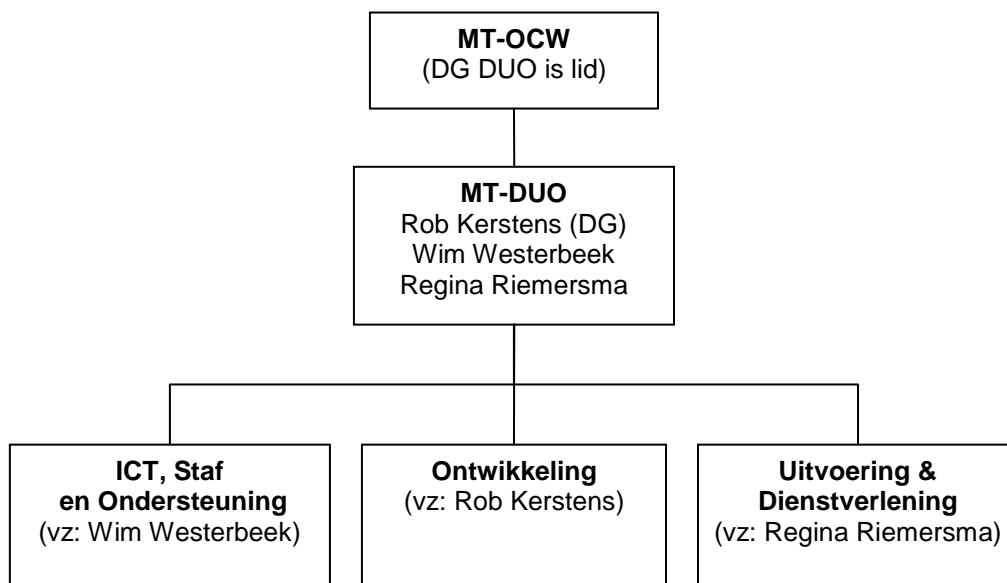 MT-OCW
(DG DUO is lid)
MT-DUO
Rob Kerstens (DG)
Wim Westerbeek
Regina Riemersma
ICT, Staf
en Ondersteuning
(vz: Wim Westerbeek)
Ontwikkeling
(vz: Rob Kerstens)
Uitvoering &
Dienstverlening
(vz: Regina Riemersma)